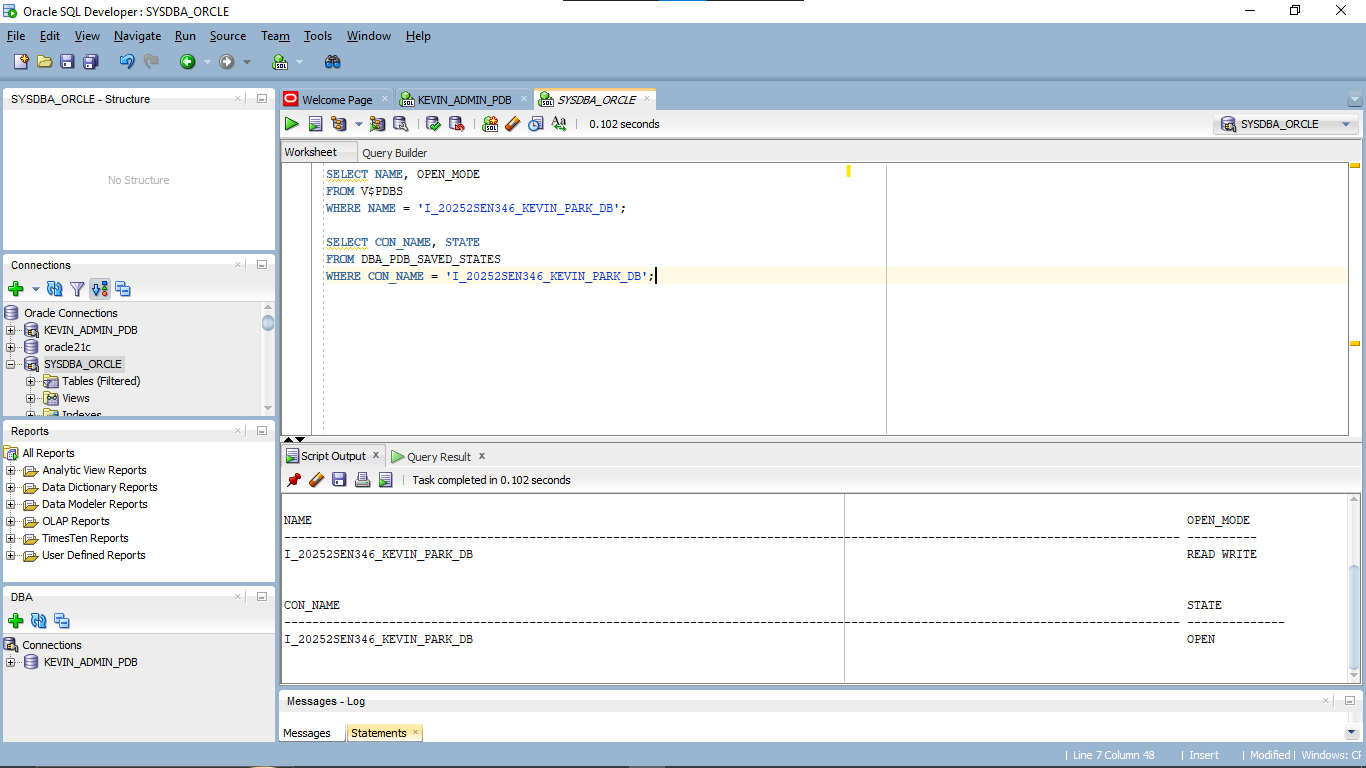 Oracle SQL Developer : SYSDBA_ORCLE
File Edit View Navigate Run Source Team Tools Window Help
SYSDBA_ORCLE - Structure
No Structure
Connections
Oracle Connections
KEVIN_ADMIN_PDB
oracle21c
SYSDBA_ORCLE
Tables (Filtered)
Views
Indexes
Reports
All Reports
Analytic View Reports
Data Dictionary Reports
Data Modeler Reports
OLAP Reports
TimesTen Reports
User Defined Reports
DBA
Connections
KEVIN_ADMIN_PDB
Welcome Page KEVIN_ADMIN_PDB SYSDBA_ORCLE
0.102 seconds SYSDBA_ORCLE
Worksheet Query Builder
SELECT NAME, OPEN_MODE
FROM V$PDBS
WHERE NAME = 'I_20252SEN346_KEVIN_PARK_DB';
SELECT CON_NAME, STATE
FROM DBA_PDB_SAVED_STATES
WHERE CON_NAME = 'I_20252SEN346_KEVIN_PARK_DB';
Script Output x Query Result x
Task completed in 0.102 seconds
NAME OPEN_MODE
I_20252SEN346_KEVIN_PARK_DB READ WRITE
CON_NAME STATE
I_20252SEN346_KEVIN_PARK_DB OPEN
Messages - Log
Messages Statements
Line 7 Column 48 Insert Modified Windows: CF